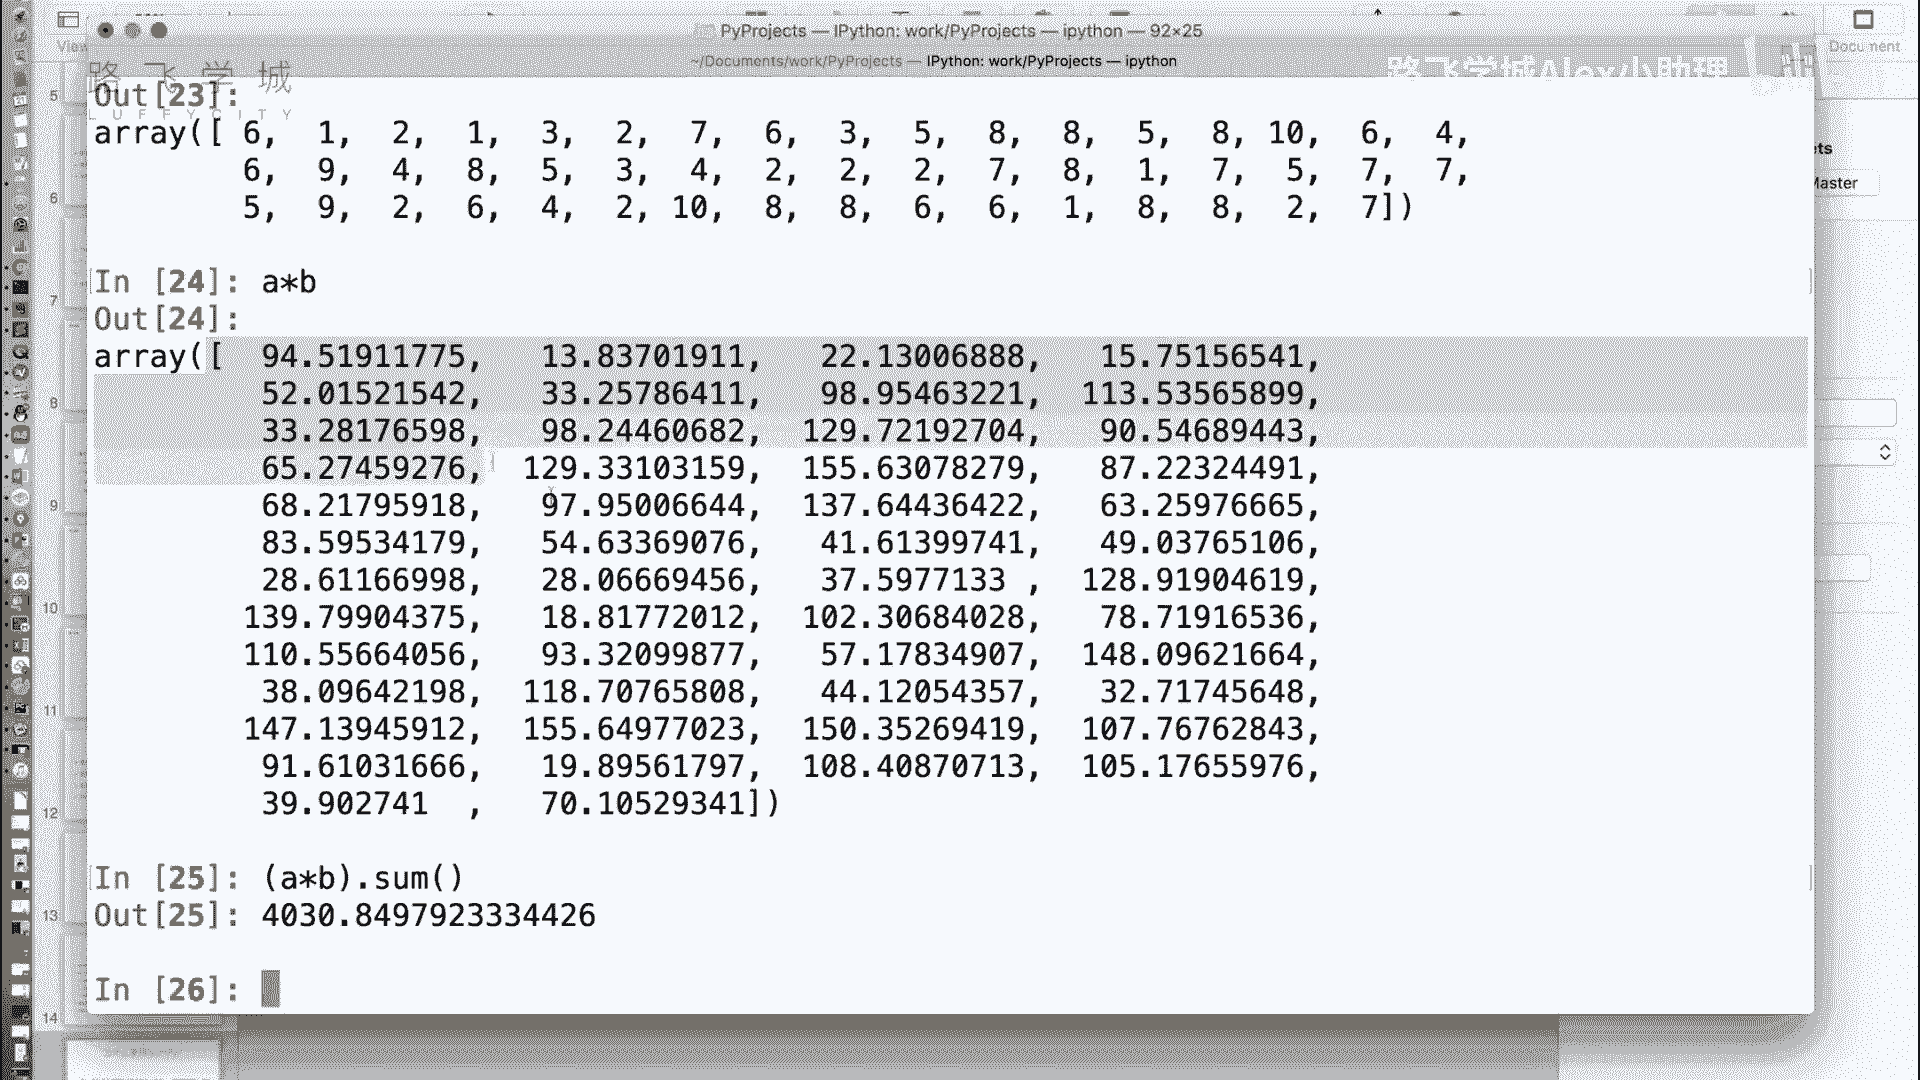 PyProjects — IPython: work/PyProjects — ipython — 92×25
View
Document
~/Documents/work/PyProjects — ipython
IPython: work/PyProjects — ipython
路飞学城
LUFFYCITY
路飞学城Alex小助理
Out[23]:
array([ 6, 1, 2, 1, 3, 2, 7, 6, 3, 5, 8, 8, 5, 8, 10, 6, 4,
6, 9, 4, 8, 5, 3, 4, 2, 2, 2, 7, 8, 1, 7, 5, 7, 7,
5, 9, 2, 6, 4, 2, 10, 8, 8, 6, 6, 1, 8, 8, 2, 7])
In [24]: a*b
Out[24]:
array([ 94.51911775, 13.83701911, 22.13006888, 15.75156541,
52.01521542, 33.25786411, 98.95463221, 113.53565899,
33.28176598, 98.24460682, 129.72192704, 90.54689443,
65.27459276, 129.33103159, 155.63078279, 87.22324491,
68.21795918, 97.95006644, 137.64436422, 63.25976665,
83.59534179, 54.63369076, 41.61399741, 49.03765106,
28.61166998, 28.06669456, 37.5977133 , 128.91904619,
139.79904375, 18.81772012, 102.30684028, 78.71916536,
110.55664056, 93.32099877, 57.17834907, 148.09621664,
38.09642198, 118.70765808, 44.12054357, 32.71745648,
147.13945912, 155.64977023, 150.35269419, 107.76762843,
91.61031666, 19.89561797, 108.40870713, 105.17655976,
39.902741 , 70.10529341])
In [25]: (a*b).sum()
Out[25]: 4030.8497923334426
In [26]:
5
6
7
8
9
10
11
12
13
14